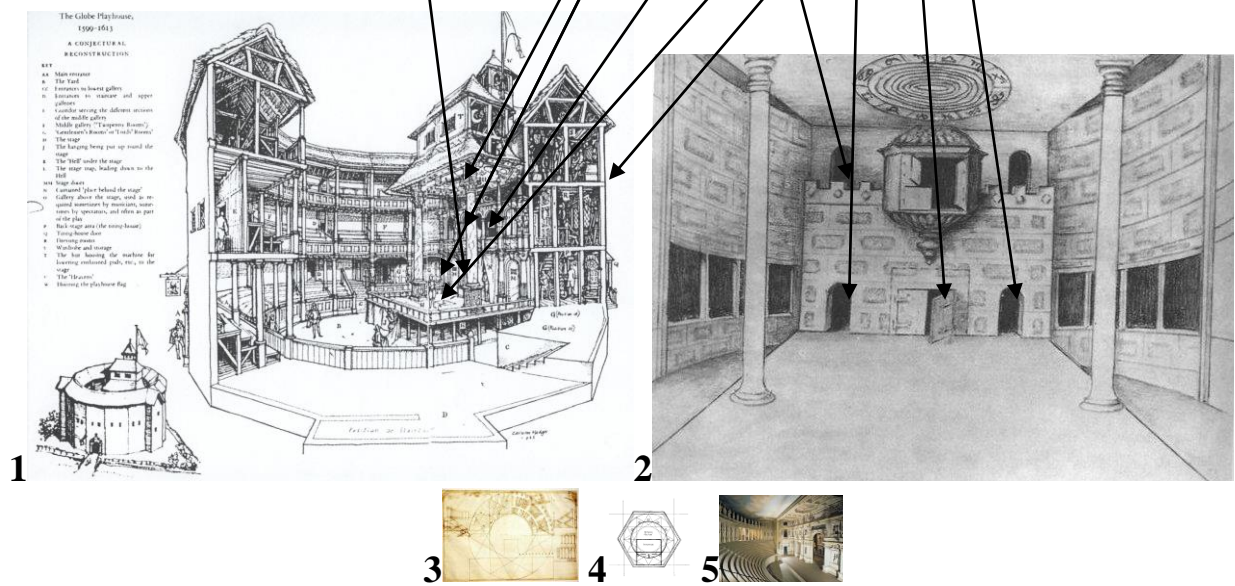 The Globe Playhouse,
1599-1613
A CONJECTURAL
RECONSTRUCTION
KEY
AA Main entrance
B The Yard
CC Entrances to lowest gallery
D Entrances to staircase and upper
galleries
E Corridor serving the different sections
of the middle gallery
F Middle gallery ('Twopenny Rooms')
G 'Gentlemen's Rooms' or 'Lords' Rooms'
H The stage
J The hanging being put up round the
stage
K The 'Hell' under the stage
L The stage trap, leading down to the
Hell
MM Stage doors
N Curtained 'place behind the stage'
O Gallery above the stage, used as re-
quired sometimes by musicians, some-
times by spectators, and often as part
of the play
P Back-stage area (the tiring-house)
Q Tiring-house door
R Dressing-rooms
S Wardrobe and storage
T The hut housing the machine for
lowering enthroned gods, etc., to the
stage
U The 'Heavens'
W Hoisting the playhouse flag
T
B
C
D
1
2
3
4
5